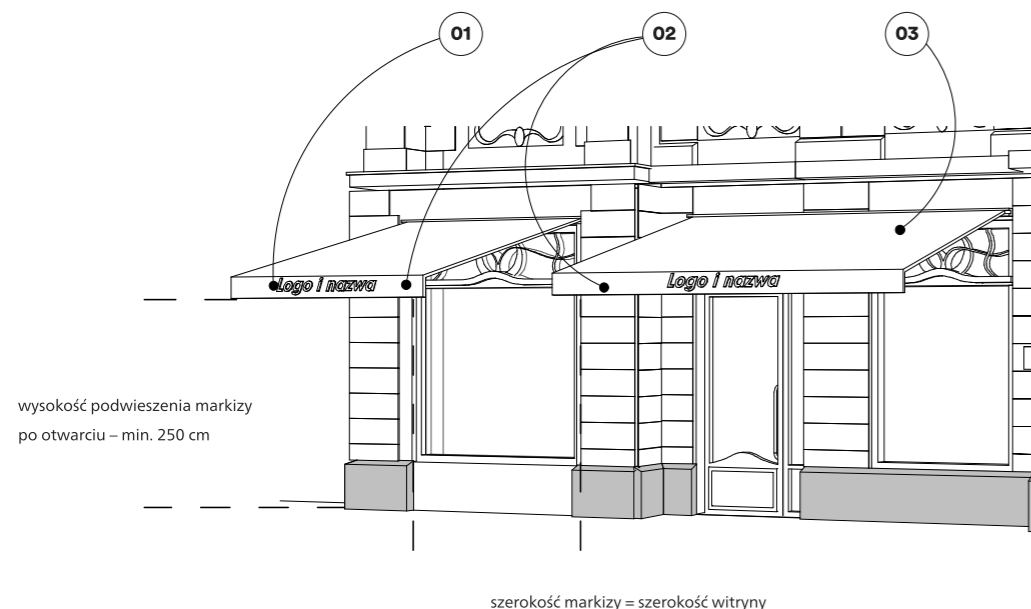 01
02
03
Logo i nazwa
Logo i nazwa
wysokość podwieszenia markizy
po otwarciu – min. 250 cm
szerokość markizy = szerokość witryny